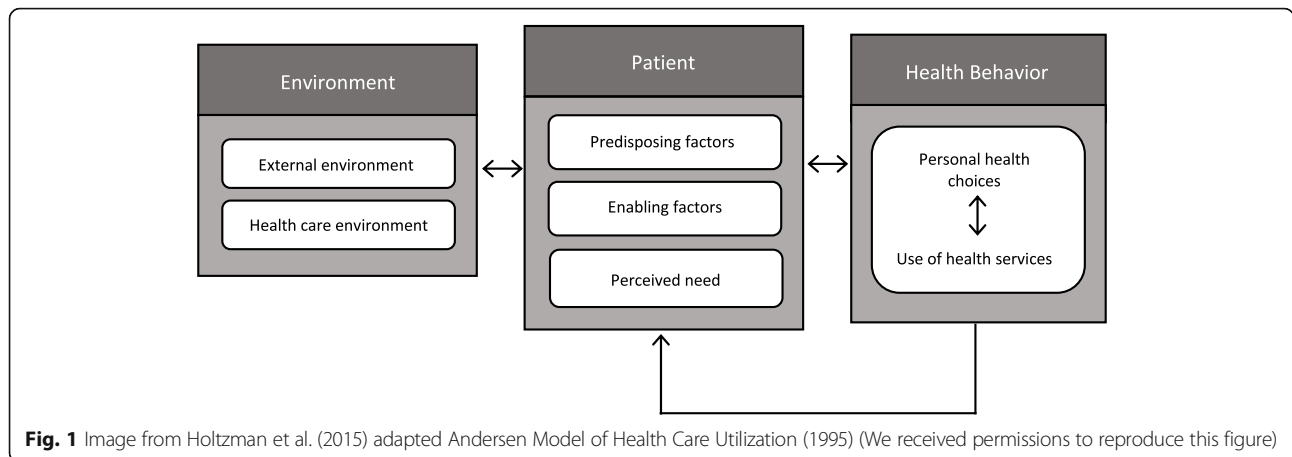 Environment
External environment
Health care environment
Patient
Predisposing factors
Enabling factors
Perceived need
Health Behavior
Personal health
choices
Use of health services
Fig. 1 Image from Holtzman et al. (2015) adapted Andersen Model of Health Care Utilization (1995) (We received permissions to reproduce this figure)